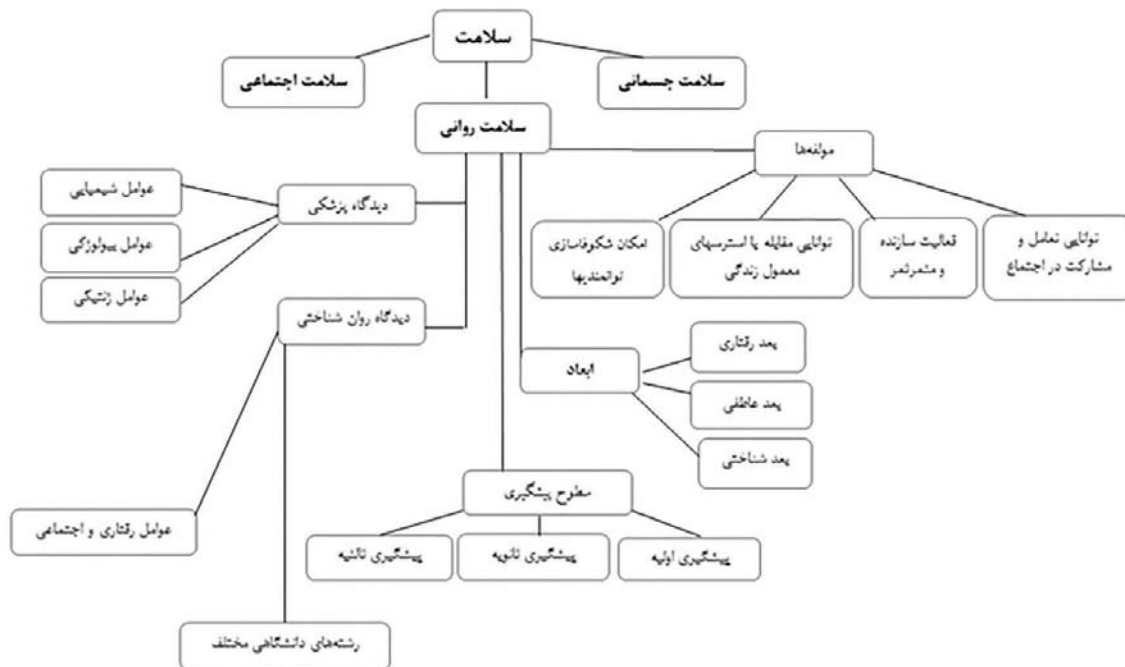 سلامت
سلامت جسمانی
سلامت اجتماعی
سلامت روانی
مولفه‌ها
توانایی تعامل و
مشارکت در اجتماع
فعالیت سازنده
و مثمرثمر
توانایی مقابله با استرسهای
معمول زندگی
امکان شکوفاسازی
توانمندیها
دیدگاه پزشکی
عوامل شیمیایی
عوامل بیولوژکی
عوامل ژنتیکی
دیدگاه روان شناختی
ابعاد
بعد رفتاری
بعد عاطفی
بعد شناختی
سطوح پیشگیری
پیشگیری اولیه
پیشگیری ثانویه
پیشگیری ثالثیه
عوامل رفتاری و اجتماعی
رشته‌های دانشگاهی مختلف